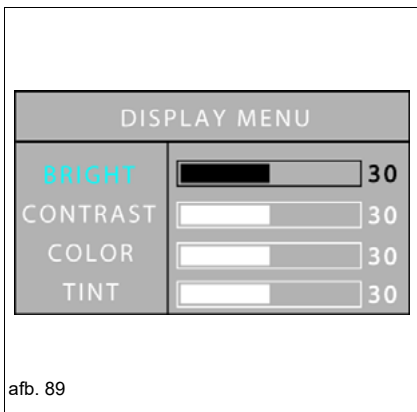 DISPLAY MENU
BRIGHT 30
CONTRAST 30
COLOR 30
TINT 30
afb. 89